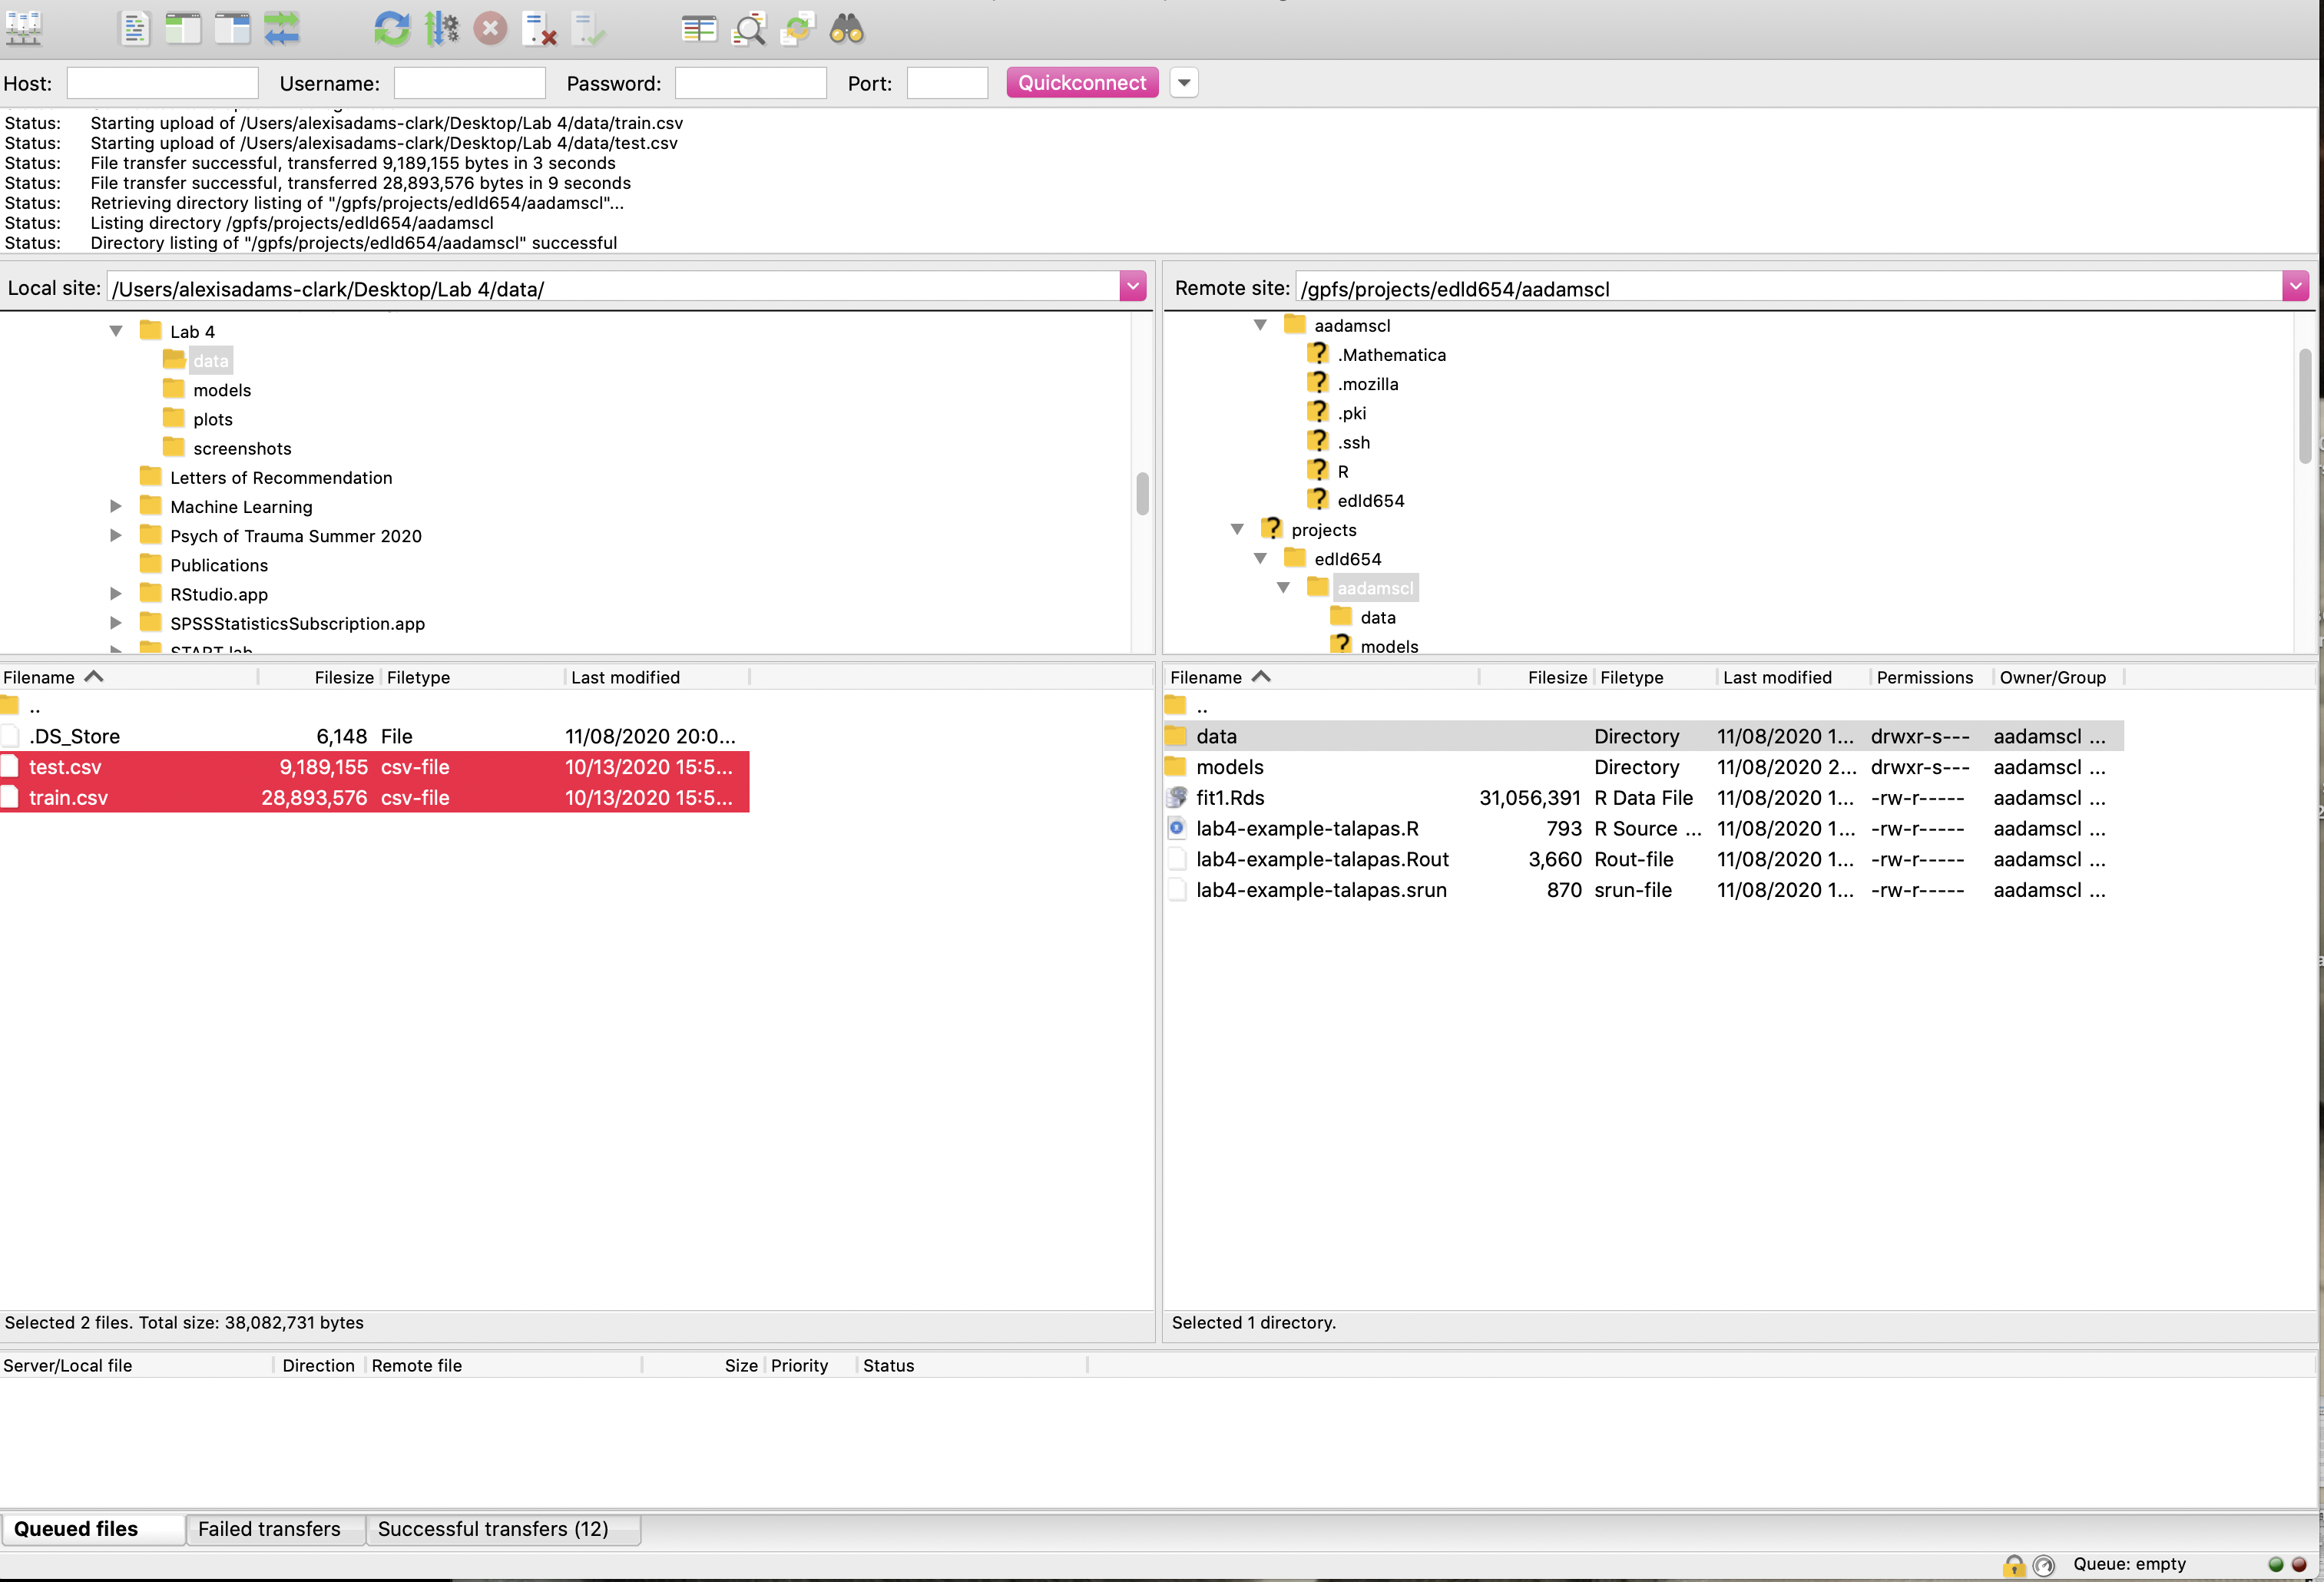 Host: Username: Password: Port: Quickconnect
Status: Starting upload of /Users/alexisadams-clark/Desktop/Lab 4/data/train.csv
Status: Starting upload of /Users/alexisadams-clark/Desktop/Lab 4/data/test.csv
Status: File transfer successful, transferred 9,189,155 bytes in 3 seconds
Status: File transfer successful, transferred 28,893,576 bytes in 9 seconds
Status: Retrieving directory listing of "/gpfs/projects/edld654/aadamscl"...
Status: Listing directory /gpfs/projects/edld654/aadamscl
Status: Directory listing of "/gpfs/projects/edld654/aadamscl" successful
Local site: /Users/alexisadams-clark/Desktop/Lab 4/data/
Lab 4
data
models
plots
screenshots
Letters of Recommendation
Machine Learning
Psych of Trauma Summer 2020
Publications
RStudio.app
SPSSStatisticsSubscription.app
START lab
Filename Filesize Filetype Last modified
..
.DS_Store 6,148 File 11/08/2020 20:0...
test.csv 9,189,155 csv-file 10/13/2020 15:5...
train.csv 28,893,576 csv-file 10/13/2020 15:5...
Selected 2 files. Total size: 38,082,731 bytes
Remote site: /gpfs/projects/edld654/aadamscl
aadamscl
.Mathematica
.mozilla
.pki
.ssh
R
edld654
projects
edld654
aadamscl
data
models
Filename Filesize Filetype Last modified Permissions Owner/Group
..
data Directory 11/08/2020 1... drwxr-s--- aadamscl ...
models Directory 11/08/2020 2... drwxr-s--- aadamscl ...
fit1.Rds 31,056,391 R Data File 11/08/2020 1... -rw-r----- aadamscl ...
lab4-example-talapas.R 793 R Source ... 11/08/2020 1... -rw-r----- aadamscl ...
lab4-example-talapas.Rout 3,660 Rout-file 11/08/2020 1... -rw-r----- aadamscl ...
lab4-example-talapas.srun 870 srun-file 11/08/2020 1... -rw-r----- aadamscl ...
Selected 1 directory.
Server/Local file Direction Remote file Size Priority Status
Queued files Failed transfers Successful transfers (12)
Queue: empty